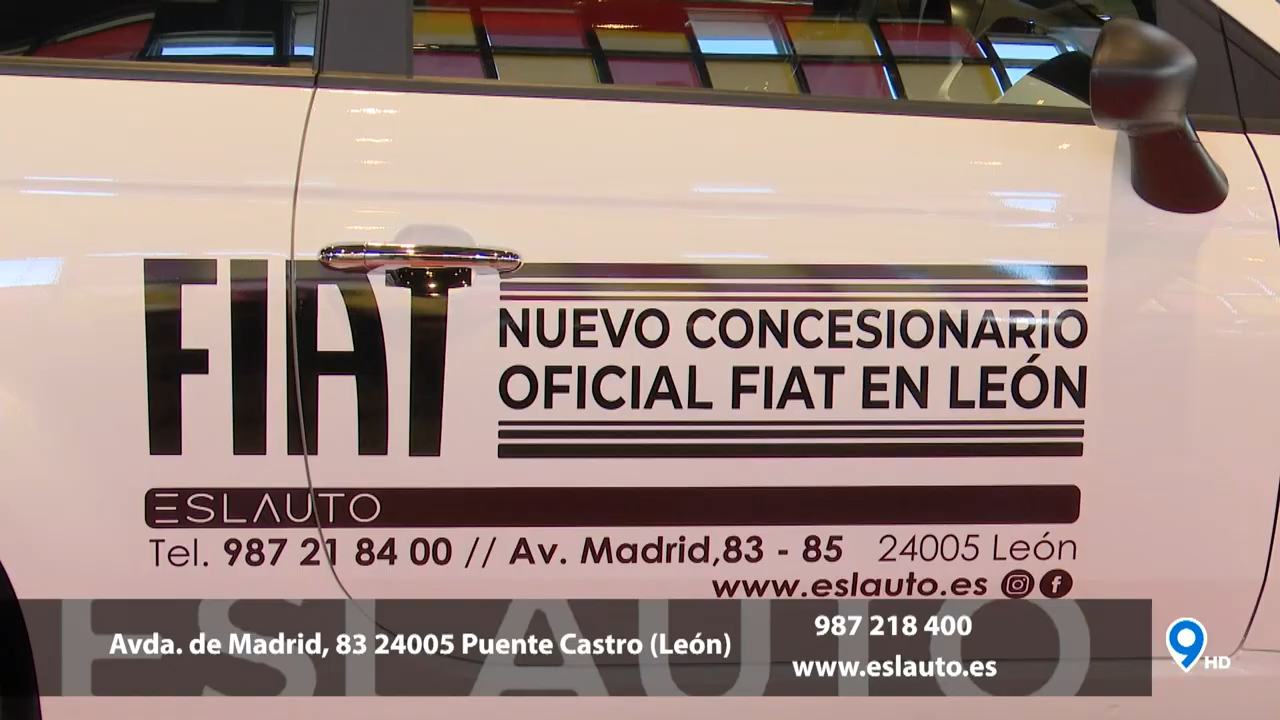 FIAT
NUEVO CONCESIONARIO
OFICIAL FIAT EN LEÓN
ESLAUTO
Tel. 987 21 84 00 // Av. Madrid,83 - 85 24005 León
www.eslauto.es
ESLAUTO
Avda. de Madrid, 83 24005 Puente Castro (León)
987 218 400
www.eslauto.es
9 HD